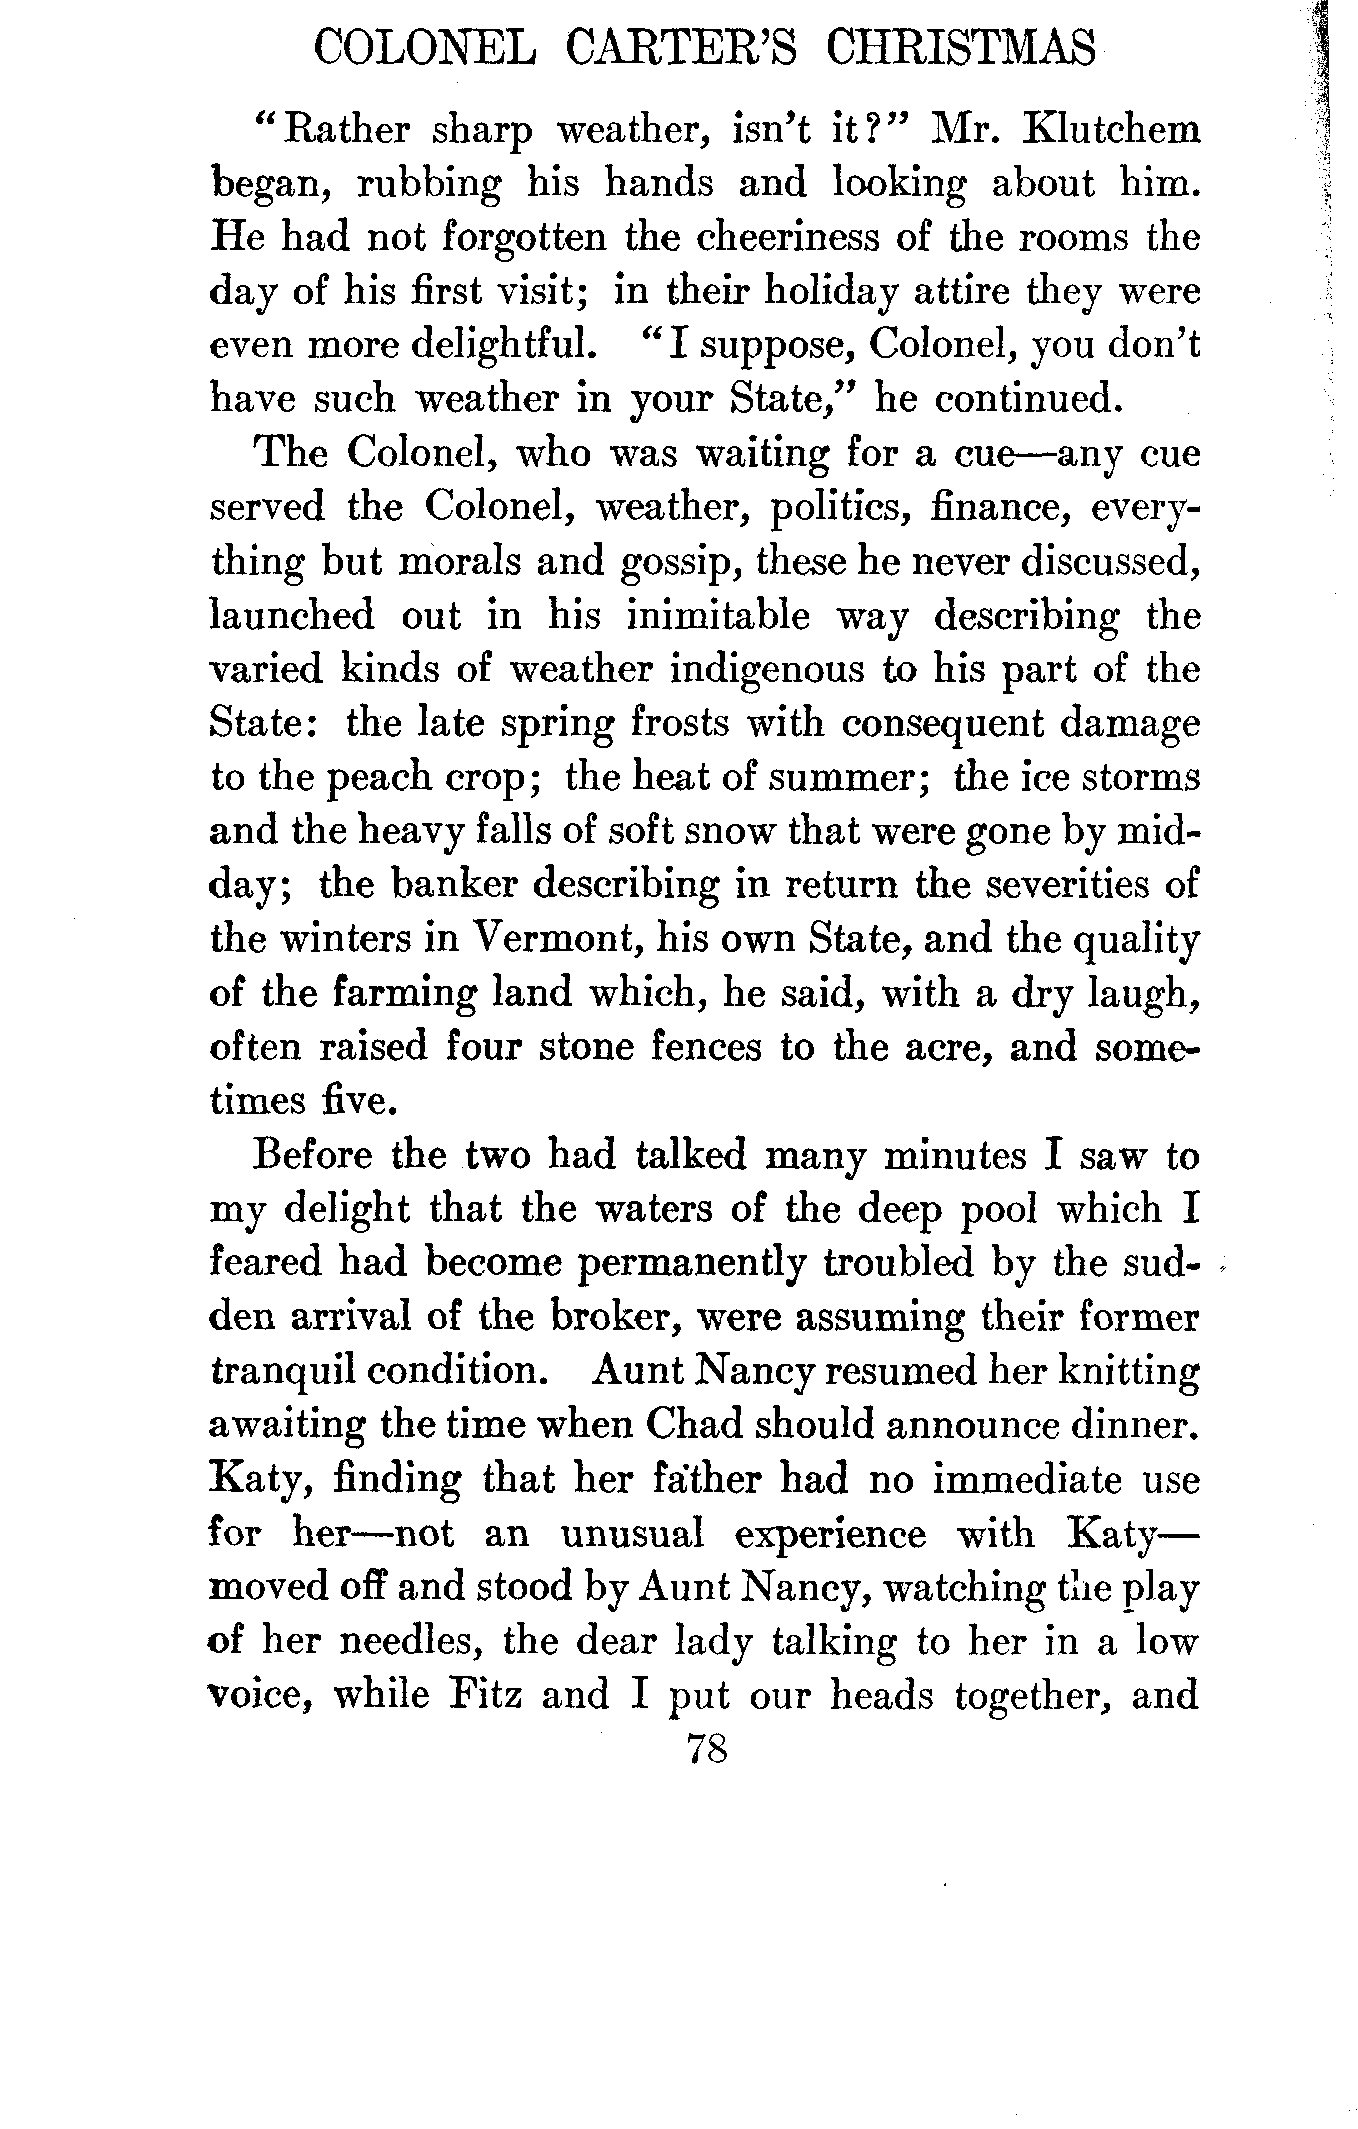 COLONEL CARTER'S CHRISTMAS
"Rather sharp weather, isn't it?" Mr. Klutchem
began, rubbing his hands and looking about him.
He had not forgotten the cheeriness of the rooms the
day of his first visit; in their holiday attire they were
even more delightful. "I suppose, Colonel, you don't
have such weather in your State," he continued.
The Colonel, who was waiting for a cue—any cue
served the Colonel, weather, politics, finance, every-
thing but morals and gossip, these he never discussed,
launched out in his inimitable way describing the
varied kinds of weather indigenous to his part of the
State: the late spring frosts with consequent damage
to the peach crop; the heat of summer; the ice storms
and the heavy falls of soft snow that were gone by mid-
day; the banker describing in return the severities of
the winters in Vermont, his own State, and the quality
of the farming land which, he said, with a dry laugh,
often raised four stone fences to the acre, and some-
times five.
Before the two had talked many minutes I saw to
my delight that the waters of the deep pool which I
feared had become permanently troubled by the sud-
den arrival of the broker, were assuming their former
tranquil condition. Aunt Nancy resumed her knitting
awaiting the time when Chad should announce dinner.
Katy, finding that her father had no immediate use
for her—not an unusual experience with Katy—
moved off and stood by Aunt Nancy, watching the play
of her needles, the dear lady talking to her in a low
voice, while Fitz and I put our heads together, and
78